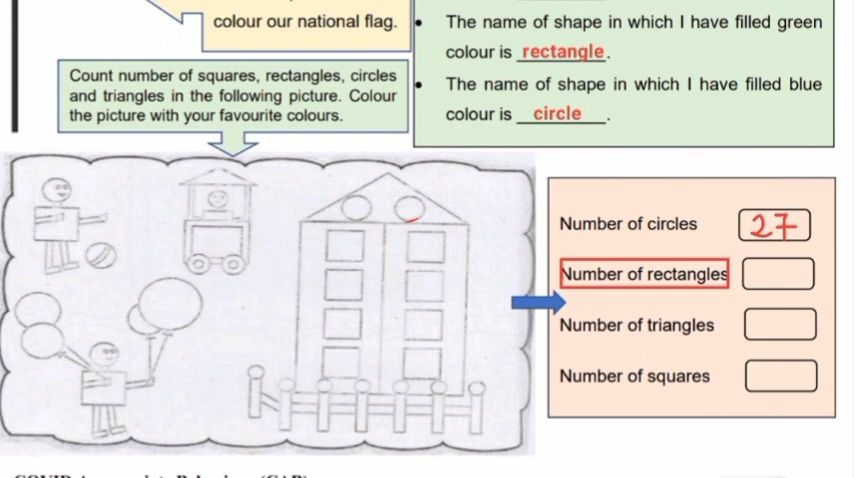 colour our national flag.
• The name of shape in which I have filled green
colour is rectangle.
• The name of shape in which I have filled blue
colour is circle.
Count number of squares, rectangles, circles
and triangles in the following picture. Colour
the picture with your favourite colours.
Number of circles 27
Number of rectangles
Number of triangles
Number of squares